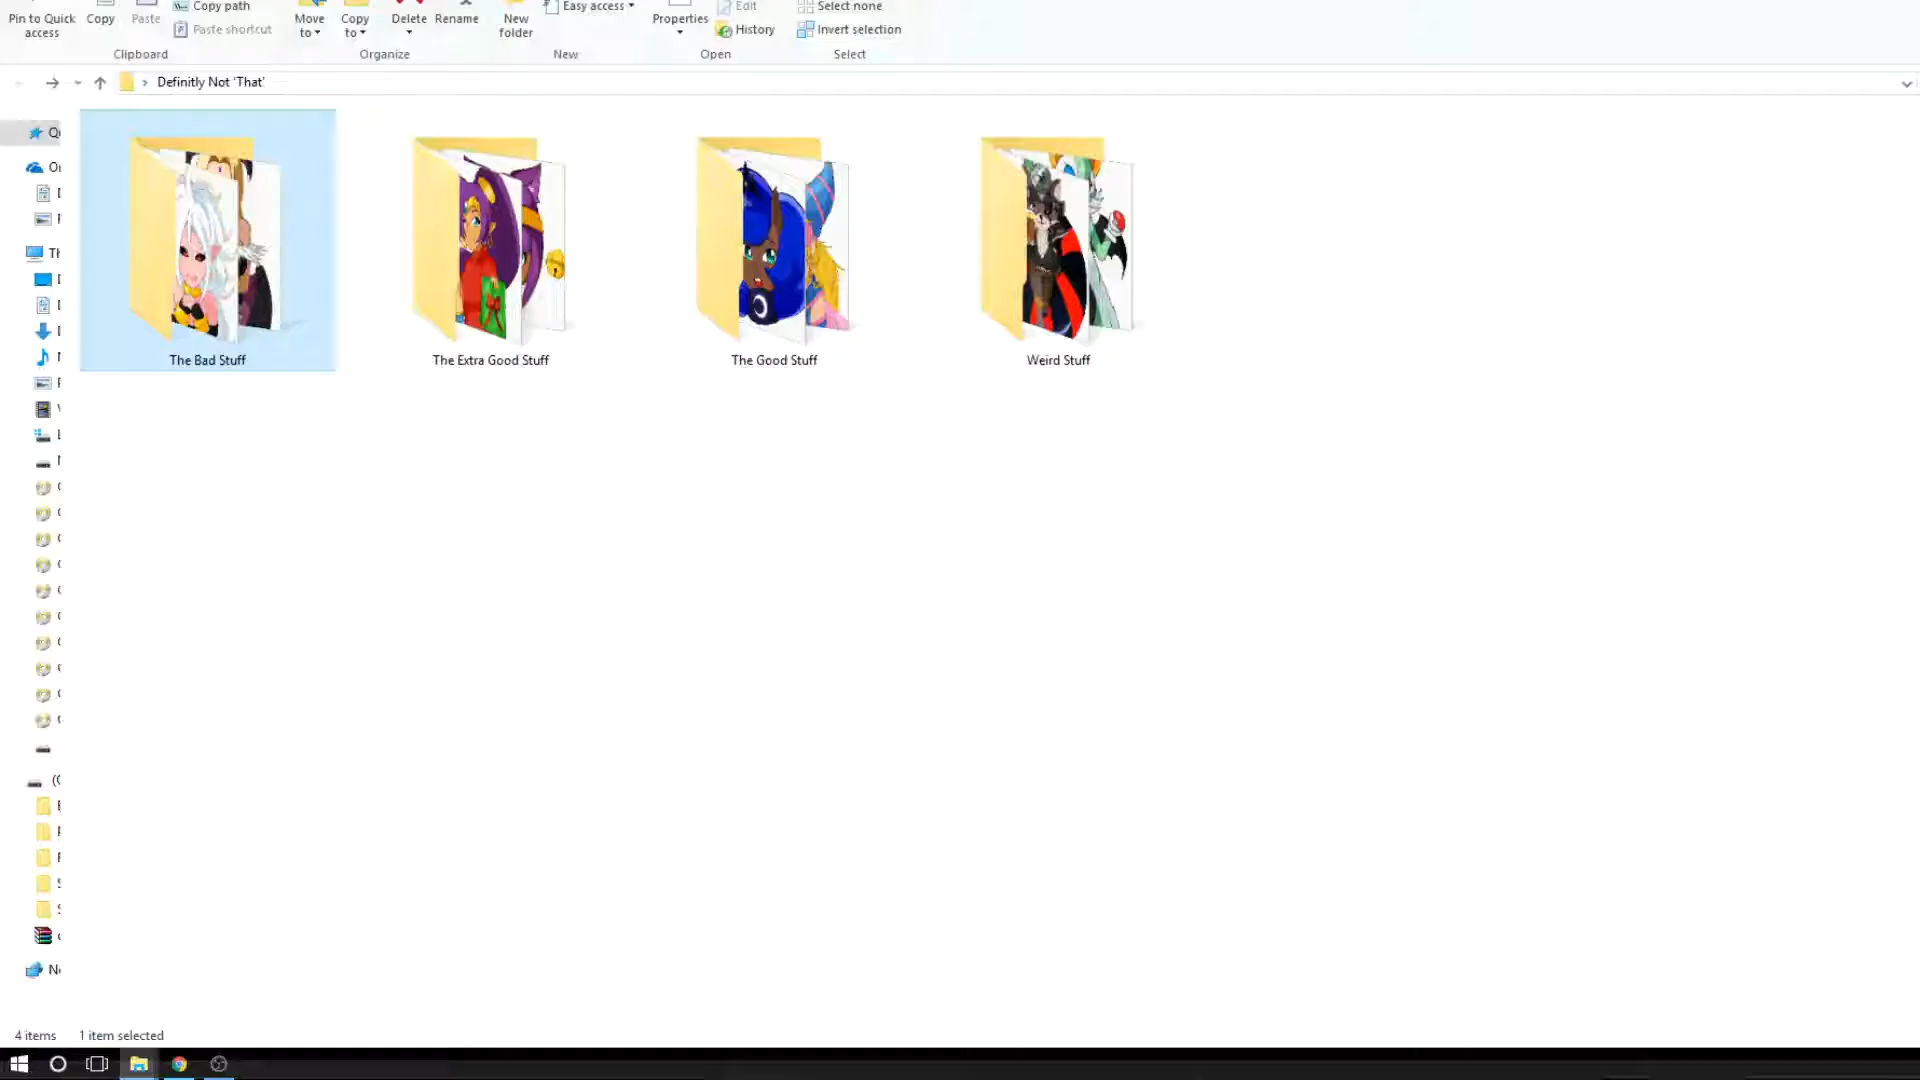 Copy path
Edit
Easy access
Select none
Pin to Quick access
Copy
Paste
Paste shortcut
Move to
Copy to
Delete
Rename
New folder
Properties
History
Invert selection
Clipboard
Organize
New
Open
Select
Definitly Not 'That'
The Bad Stuff
The Extra Good Stuff
The Good Stuff
Weird Stuff
4 items
1 item selected